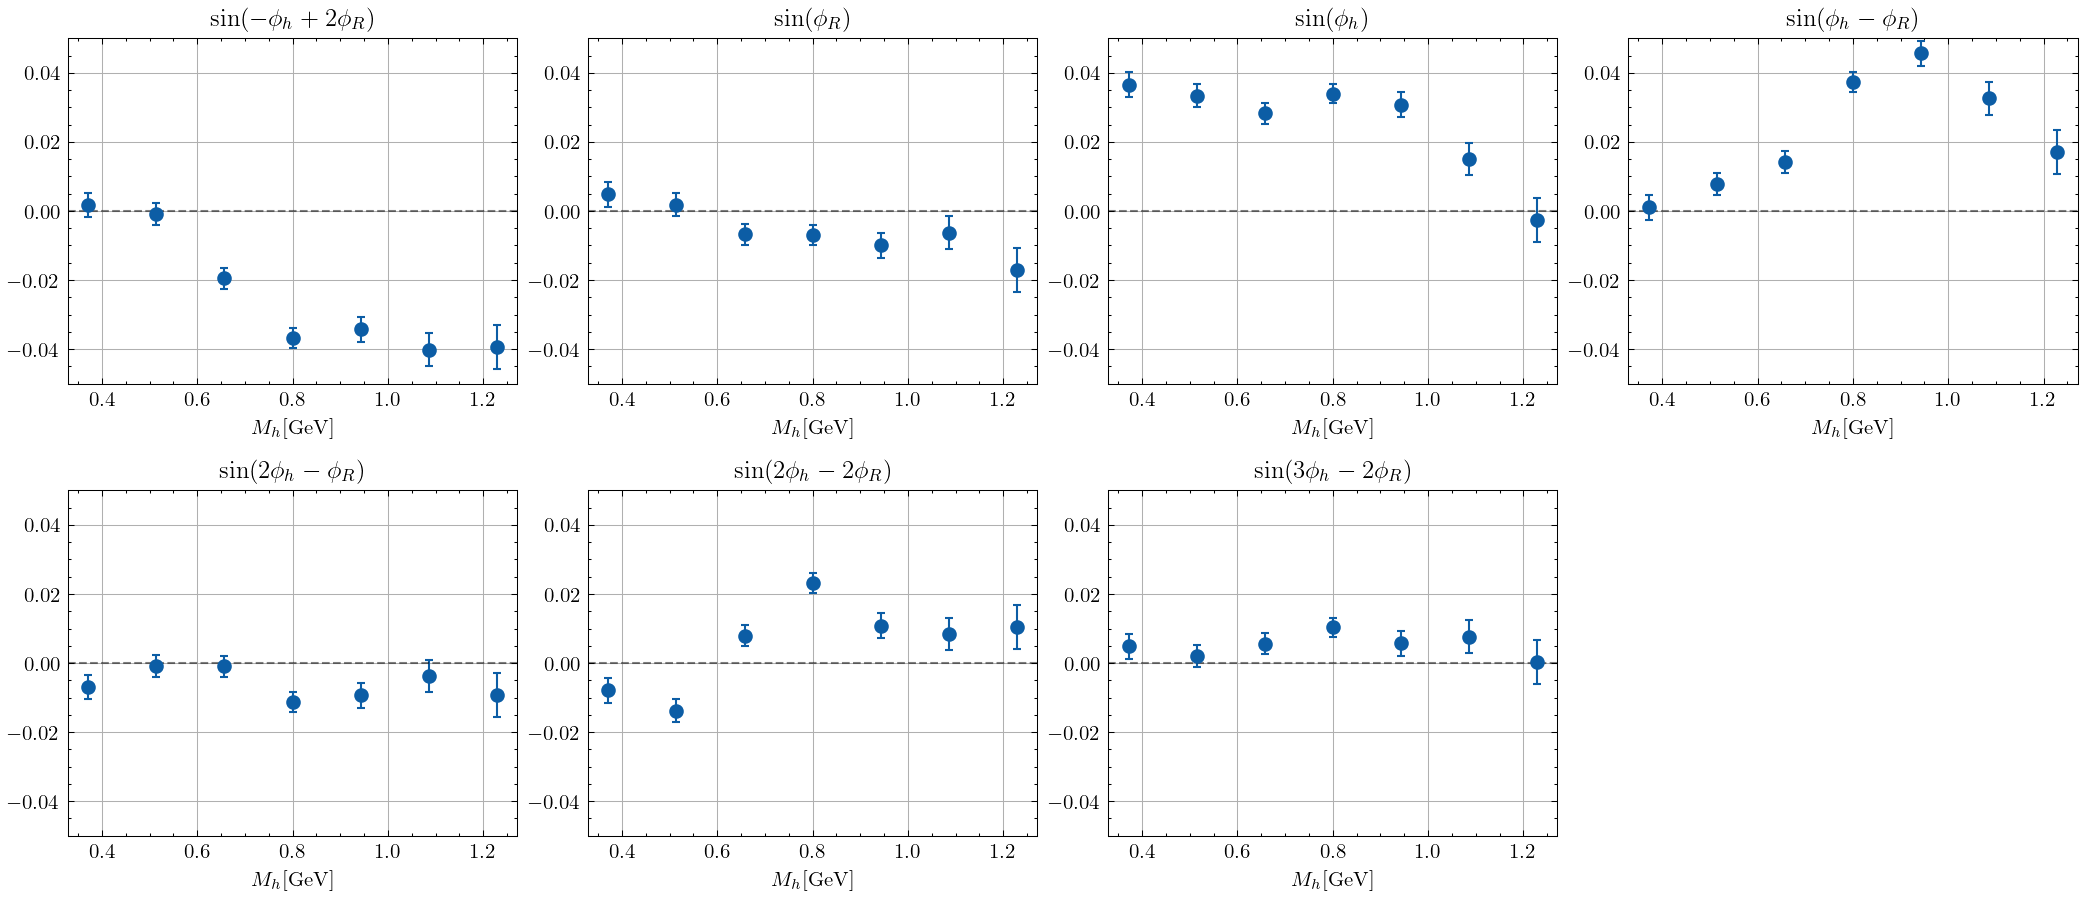 sin(−ϕ_h + 2ϕ_R) sin(ϕ_R) sin(ϕ_h) sin(ϕ_h − ϕ_R)
0.04 0.04 0.04 0.04
0.02 0.02 0.02 0.02
0.00 0.00 0.00 0.00
−0.02 −0.02 −0.02 −0.02
−0.04 −0.04 −0.04 −0.04
0.4 0.6 0.8 1.0 1.2 0.4 0.6 0.8 1.0 1.2 0.4 0.6 0.8 1.0 1.2 0.4 0.6 0.8 1.0 1.2
M_h[GeV] M_h[GeV] M_h[GeV] M_h[GeV]
sin(2ϕ_h − ϕ_R) sin(2ϕ_h − 2ϕ_R) sin(3ϕ_h − 2ϕ_R)
0.04 0.04 0.04
0.02 0.02 0.02
0.00 0.00 0.00
−0.02 −0.02 −0.02
−0.04 −0.04 −0.04
0.4 0.6 0.8 1.0 1.2 0.4 0.6 0.8 1.0 1.2 0.4 0.6 0.8 1.0 1.2
M_h[GeV] M_h[GeV] M_h[GeV]